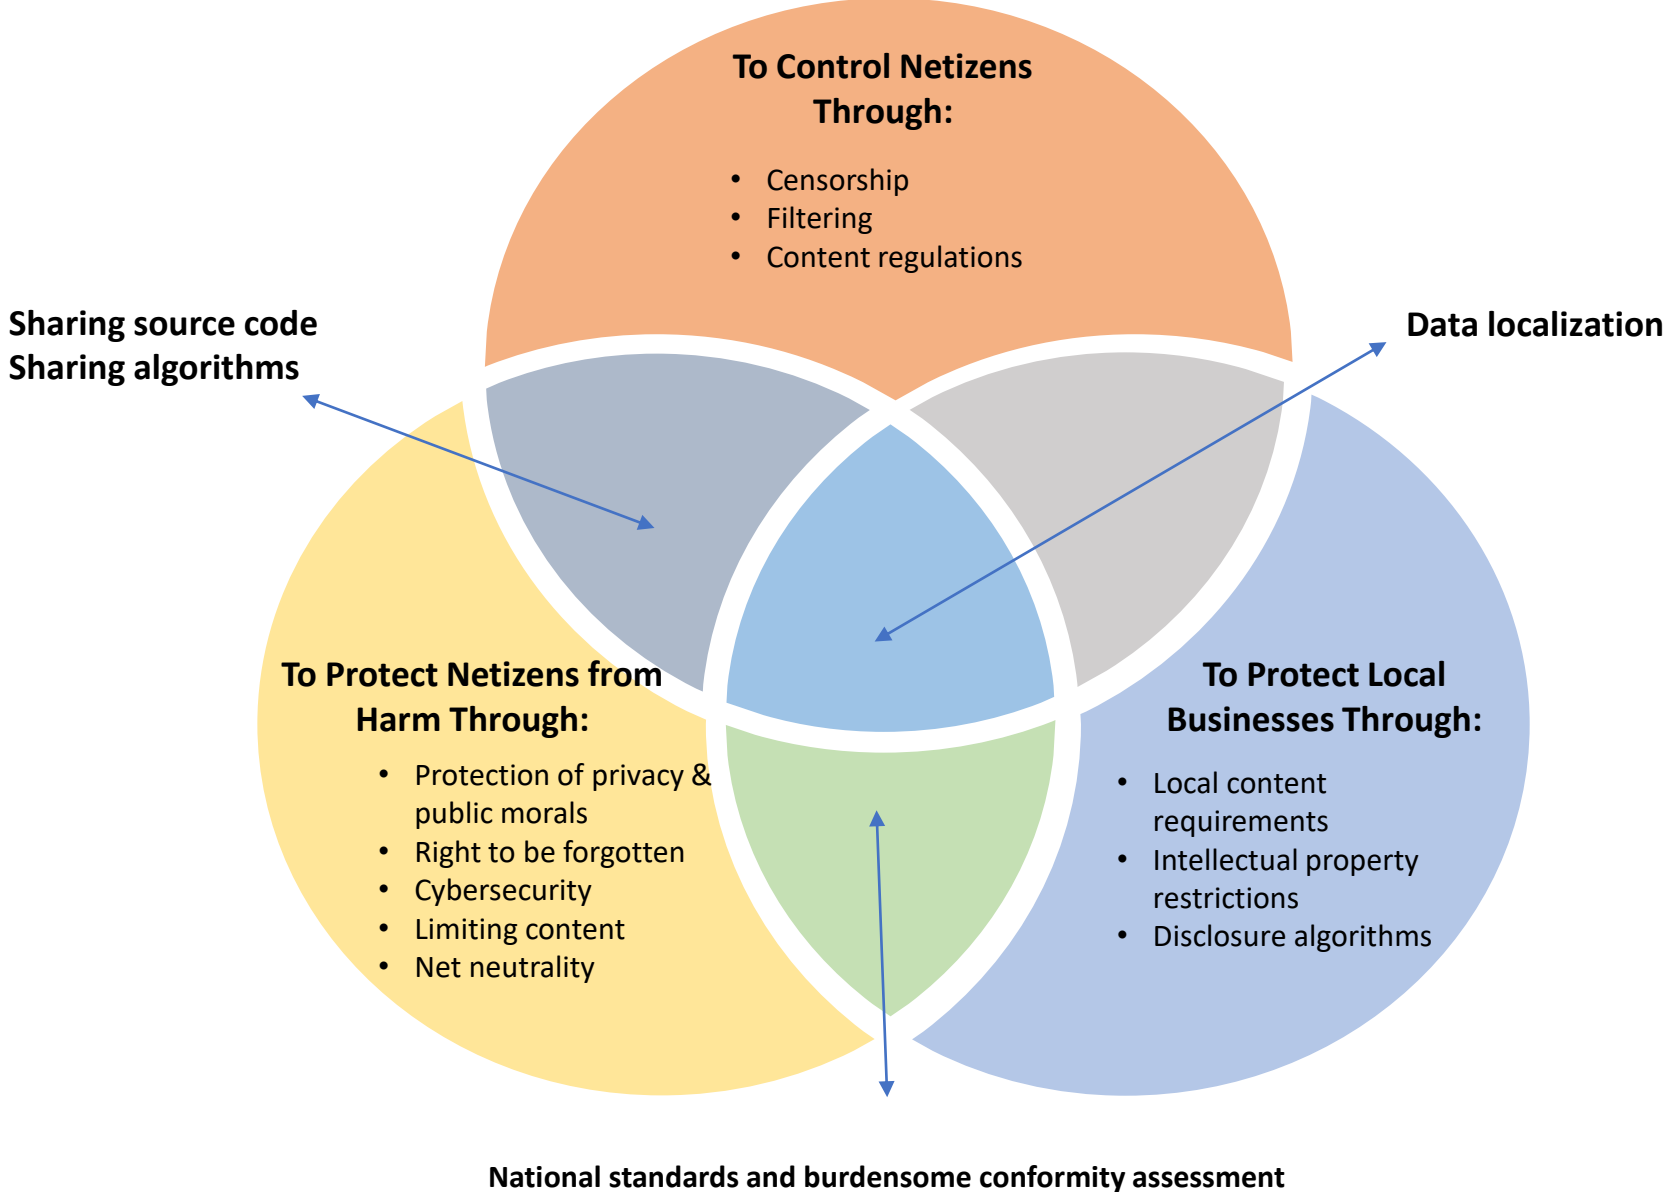 To Control Netizens
Through:
• Censorship
• Filtering
• Content regulations
Sharing source code
Sharing algorithms
Data localization
To Protect Netizens from
Harm Through:
• Protection of privacy &
public morals
• Right to be forgotten
• Cybersecurity
• Limiting content
• Net neutrality
To Protect Local
Businesses Through:
• Local content
requirements
• Intellectual property
restrictions
• Disclosure algorithms
National standards and burdensome conformity assessment